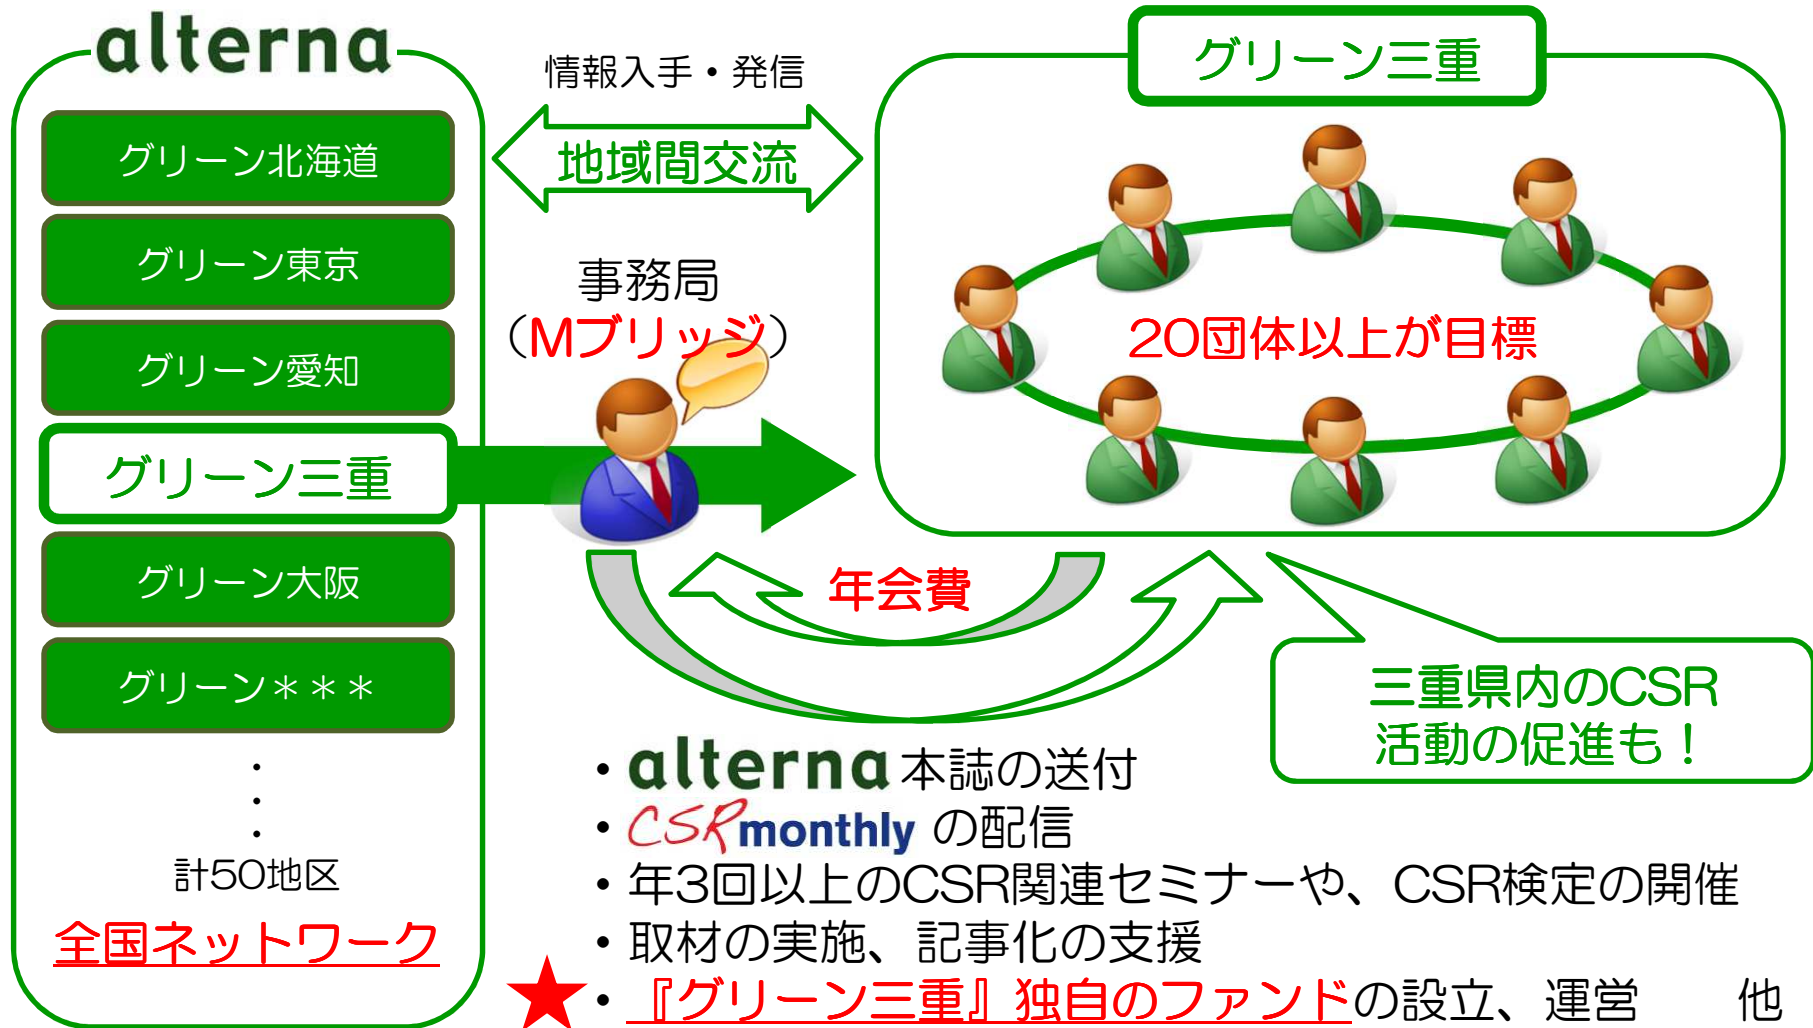 alterna
グリーン北海道
グリーン東京
グリーン愛知
グリーン三重
グリーン大阪
グリーン＊＊＊
・
・
・
計50地区
全国ネットワーク
情報入手・発信
地域間交流
事務局
（Mブリッジ）
グリーン三重
20団体以上が目標
年会費
三重県内のCSR
活動の促進も！
・alterna本誌の送付
・CSRmonthly の配信
・年3回以上のCSR関連セミナーや、CSR検定の開催
・取材の実施、記事化の支援
★・『グリーン三重』独自のファンドの設立、運営　　他